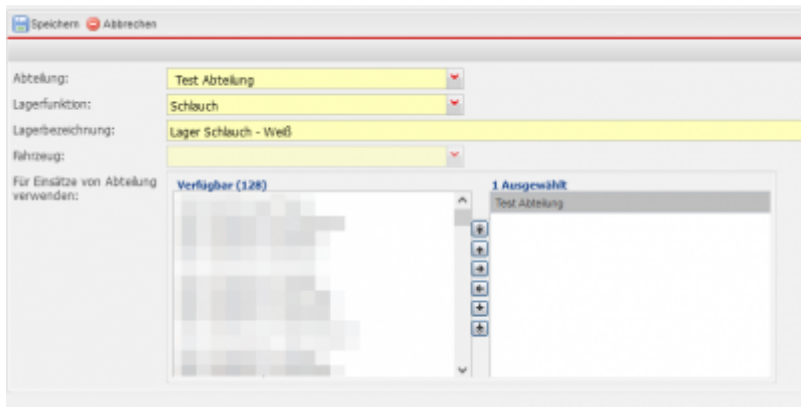 Speichern Abbrechen
Abteilung: Test Abteilung
Lagerfunktion: Schlauch
Lagerbezeichnung: Lager Schlauch - Weiß
Fahrzeug:
Für Einsätze von Abteilung
verwenden:
Verfügbar (128)
1 Ausgewählt
Test Abteilung